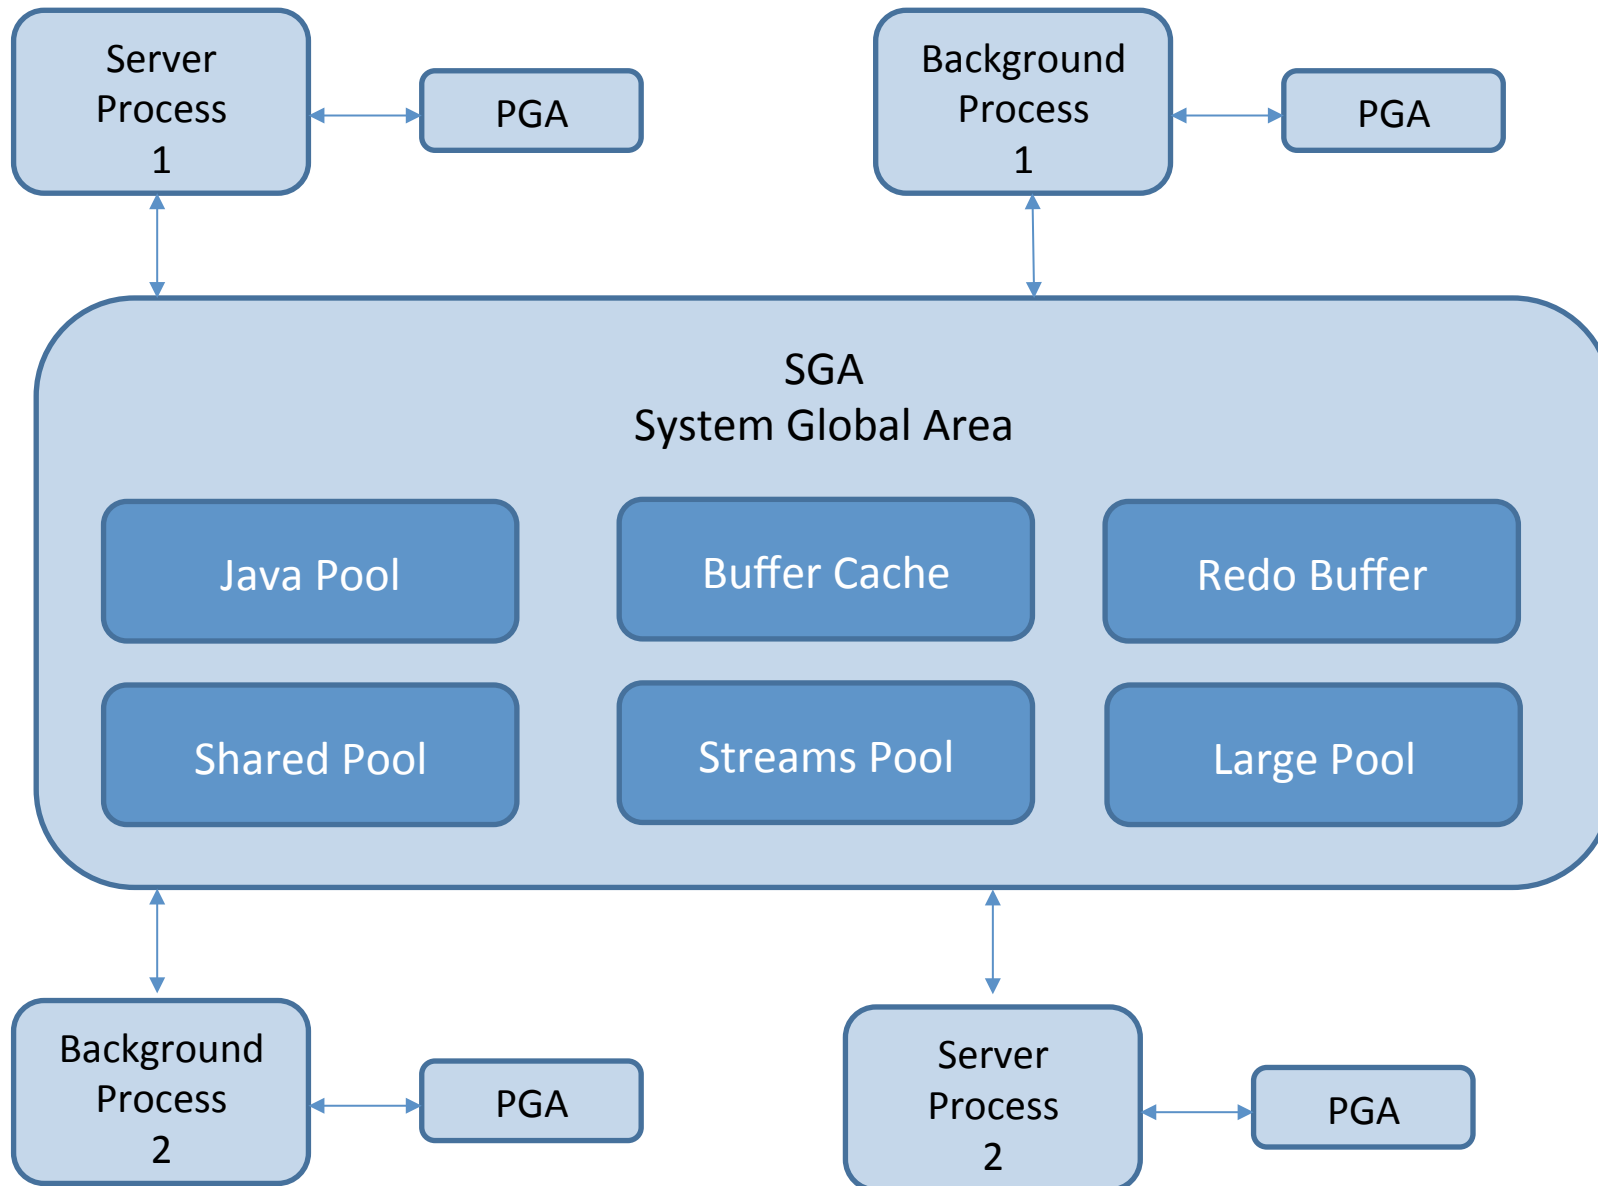 Server
Process
1
PGA
Background
Process
1
PGA
SGA
System Global Area
Java Pool
Buffer Cache
Redo Buffer
Shared Pool
Streams Pool
Large Pool
Background
Process
2
PGA
Server
Process
2
PGA